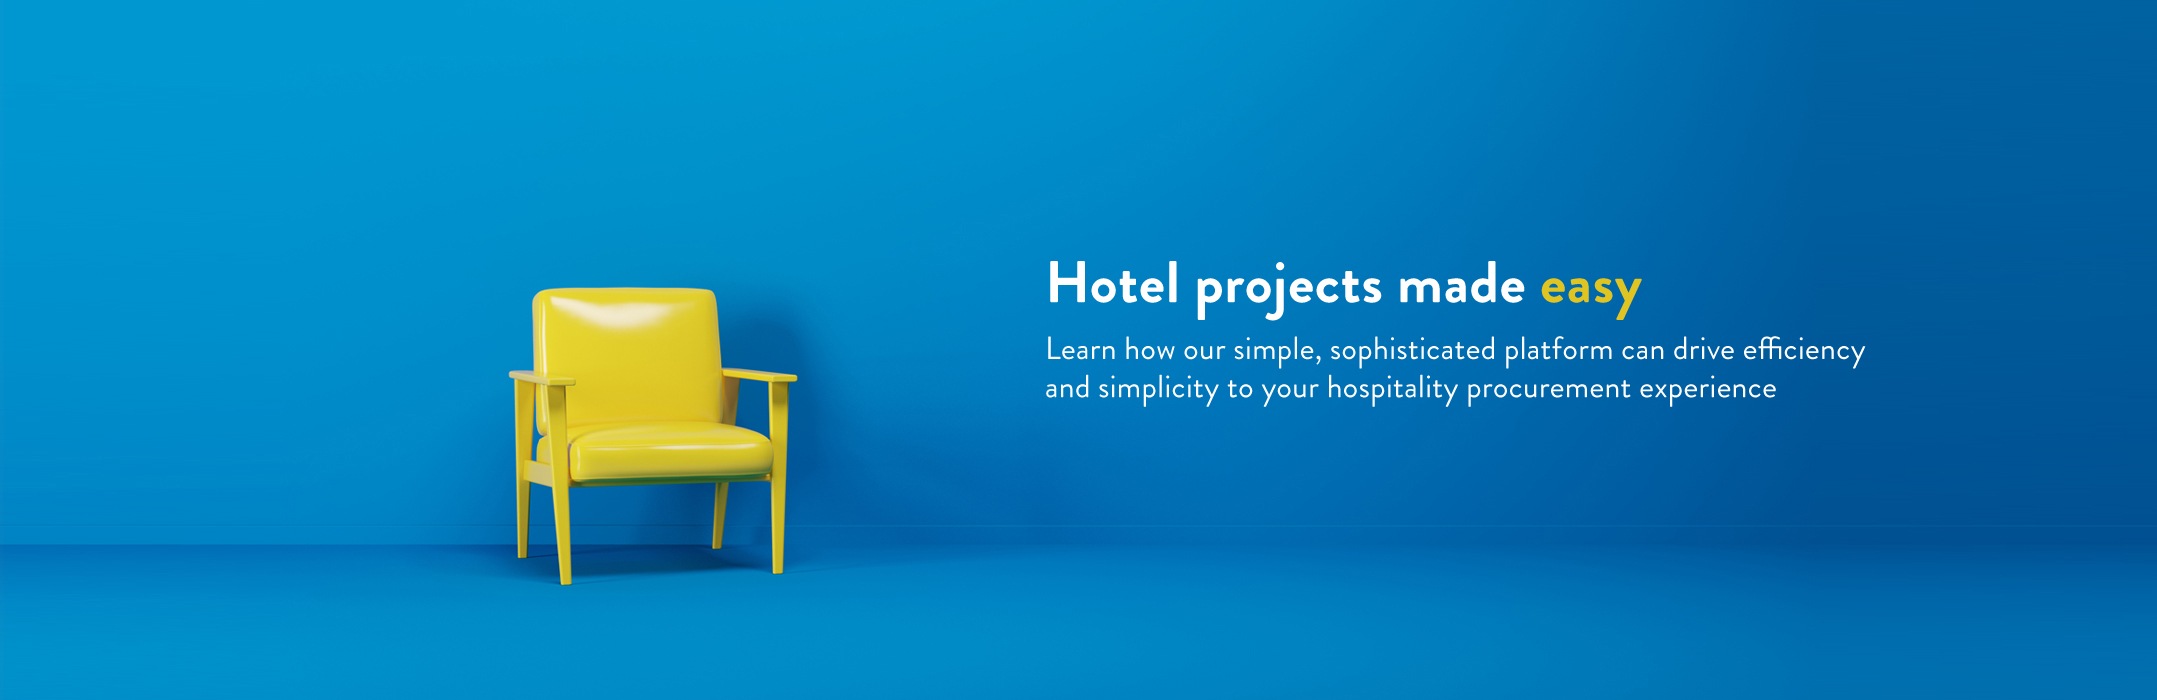 Hotel projects made easy
Learn how our simple, sophisticated platform can drive efficiency
and simplicity to your hospitality procurement experience